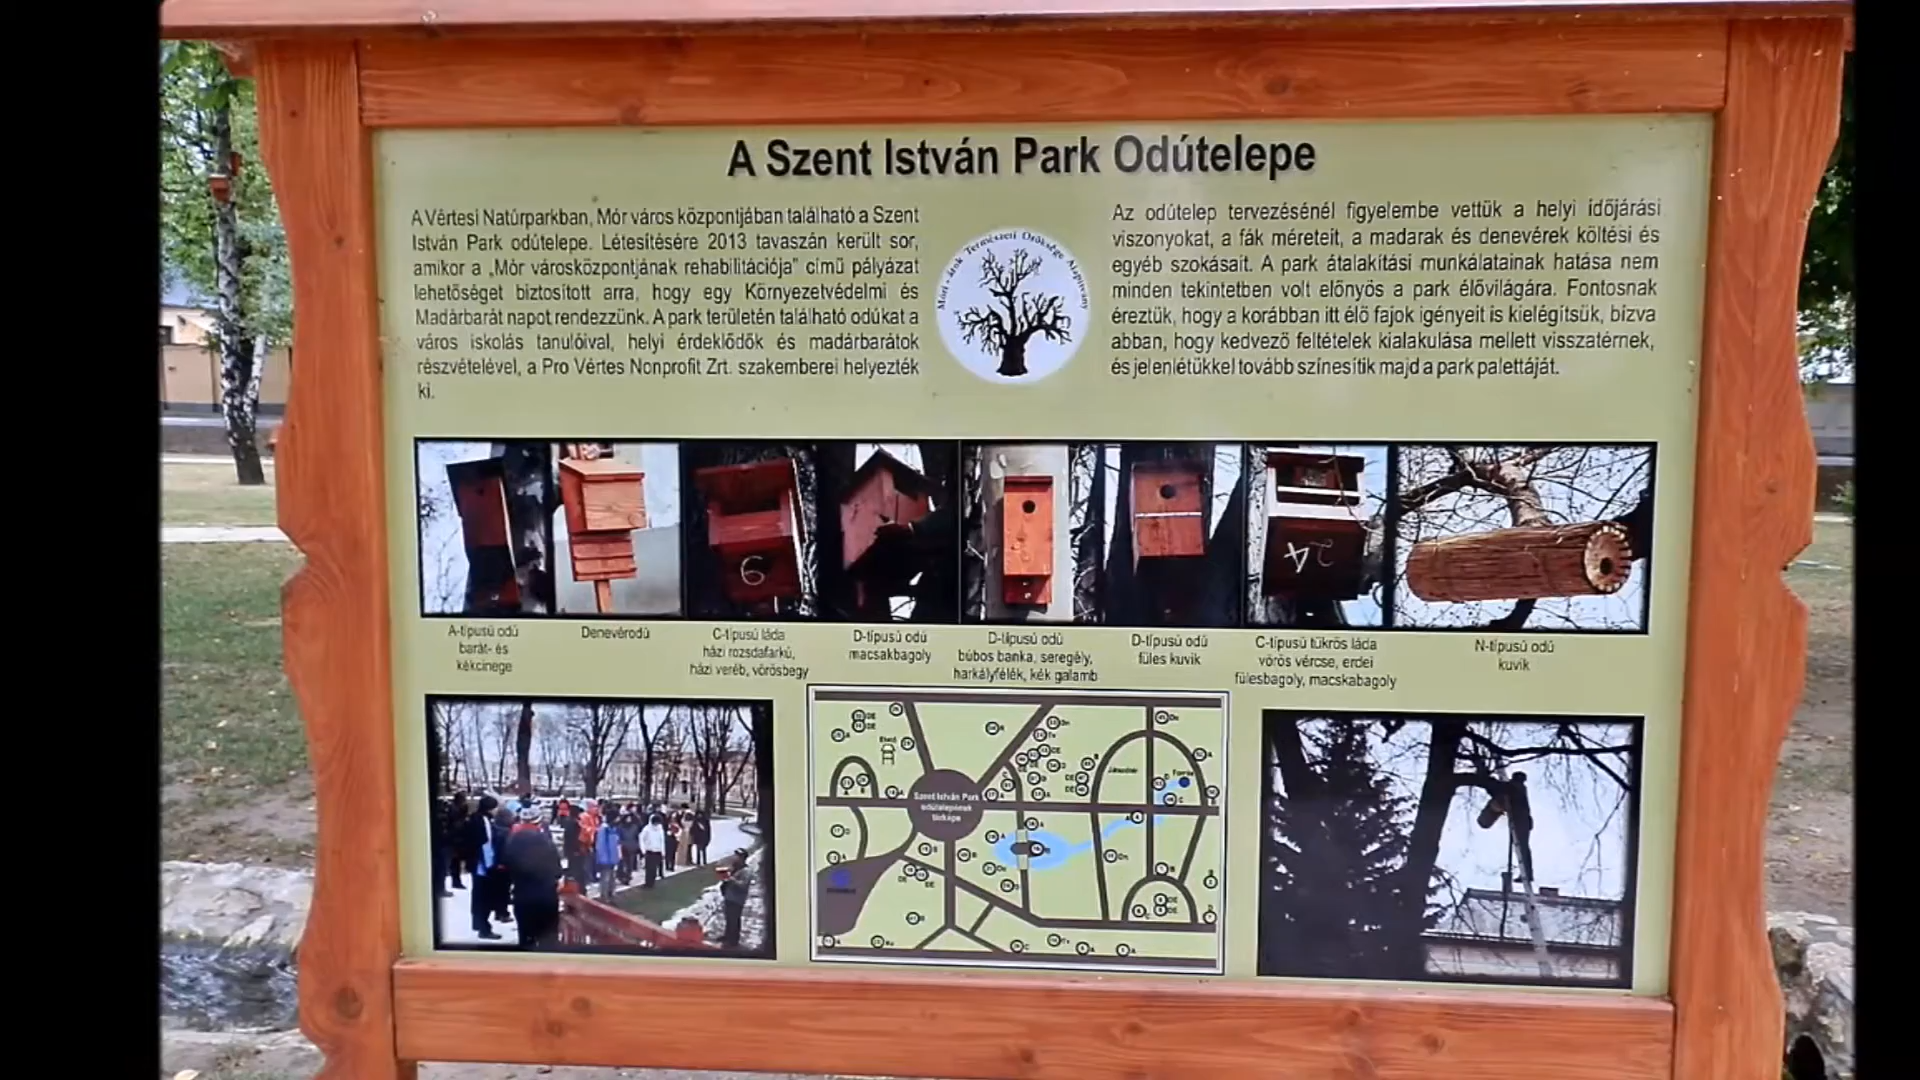 A Szent István Park Odútelepe
A Vértesi Natúrparkban, Mór város központjában található a Szent
István Park odútelepe. Létesítésére 2013 tavaszán került sor,
amikor a „Mór városközpontjának rehabilitációja" című pályázat
lehetőséget biztosított arra, hogy egy Környezetvédelmi és
Madárbarát napot rendezzünk. A park területén található odúkat a
város iskolás tanulóival, helyi érdeklődők és madárbarátok
részvételével, a Pro Vértes Nonprofit Zrt. szakemberei helyezték
ki.
Természeti Öröksége Alapítvány
Az odútelep tervezésénél figyelembe vettük a helyi időjárási
viszonyokat, a fák méreteit, a madarak és denevérek költési és
egyéb szokásait. A park átalakítási munkálatainak hatása nem
minden tekintetben volt előnyös a park élővilágára. Fontosnak
éreztük, hogy a korábban itt élő fajok igényeit is kielégítsük, bízva
abban, hogy kedvező feltételek kialakulása mellett visszatérnek,
és jelenlétükkel tovább színesítik majd a park palettáját.
6
24
A-típusú odú
barát- és
kékcinege
Denevérodú
C-típusú láda
házi rozsdafarkú,
házi veréb, vörösbegy
D-típusú odú
macsakbagoly
D-típusú odú
búbos banka, seregély,
harkályfélék, kék galamb
D-típusú odú
füles kuvik
C-típusú tükrös láda
vörös vércse, erdei
fülesbagoly, macskabagoly
N-típusú odú
kuvik
Szent István Park
odútelepének
térképe